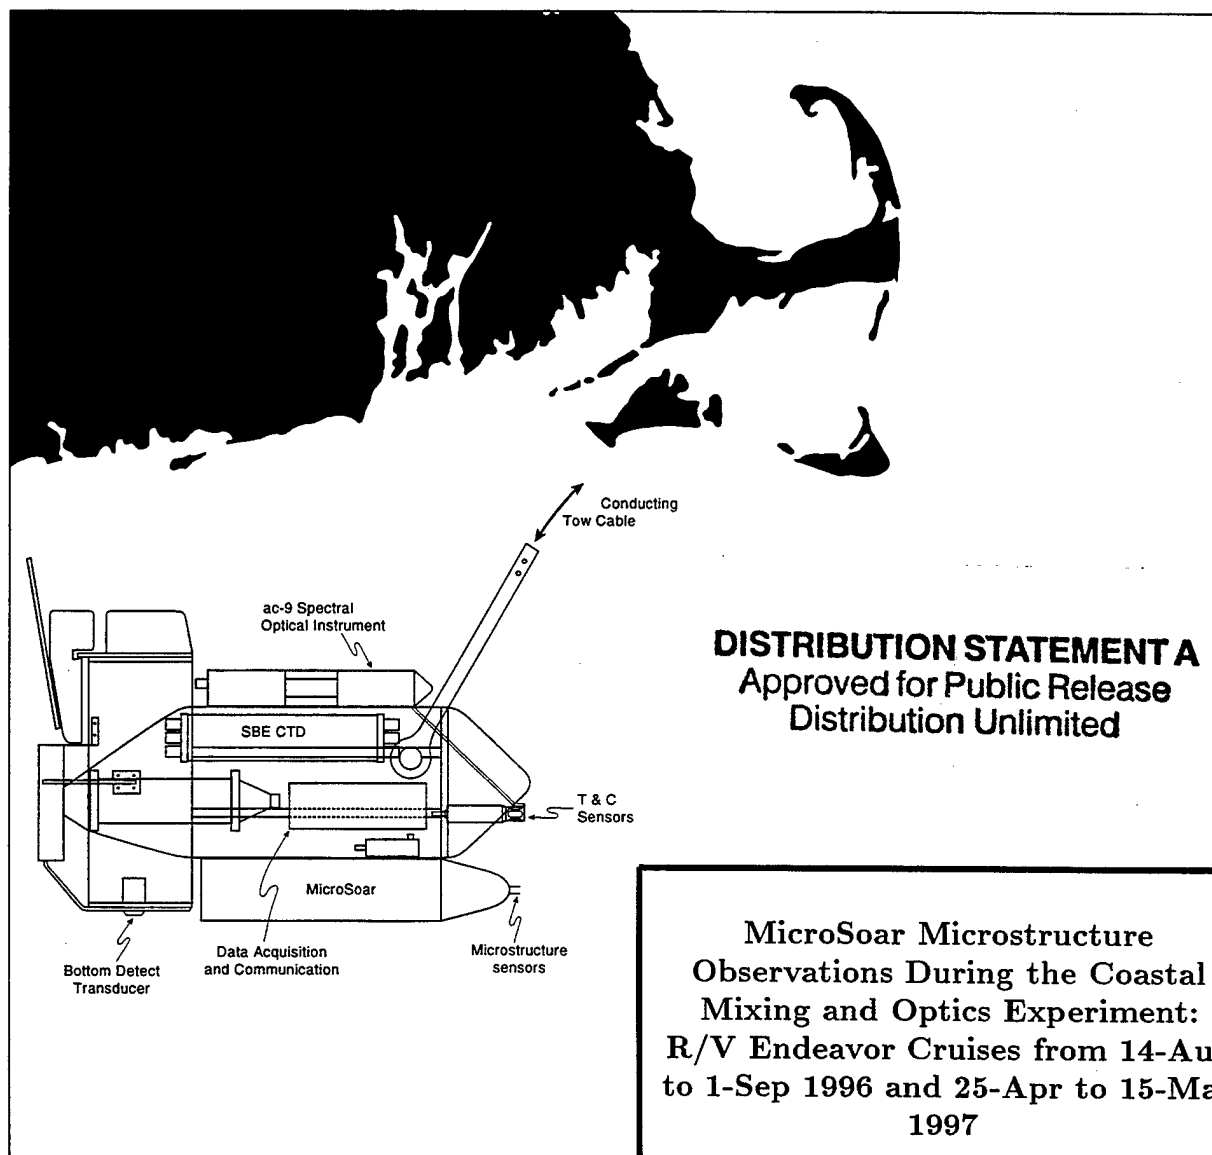 Conducting
Tow Cable
ac-9 Spectral
Optical Instrument
SBE CTD
T & C
Sensors
MicroSoar
Bottom Detect
Transducer
Data Acquisition
and Communication
Microstructure
sensors
DISTRIBUTION STATEMENT A
Approved for Public Release
Distribution Unlimited
MicroSoar Microstructure
Observations During the Coastal
Mixing and Optics Experiment:
R/V Endeavor Cruises from 14-Au
to 1-Sep 1996 and 25-Apr to 15-Ma
1997